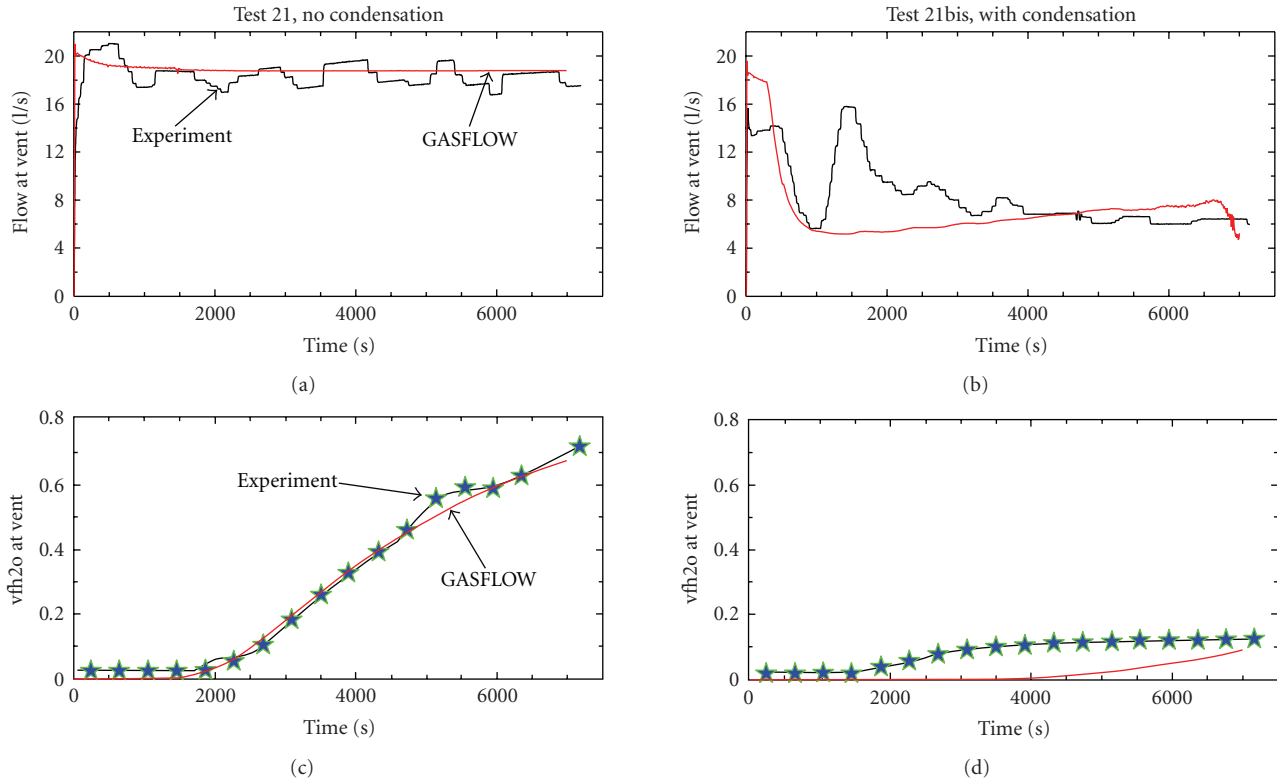 Test 21, no condensation
20
16
12
8
4
0
Flow at vent (l/s)
Experiment
GASFLOW
0
2000
4000
6000
Time (s)
(a)
Test 21bis, with condensation
20
16
12
8
4
0
Flow at vent (l/s)
0
2000
4000
6000
Time (s)
(b)
0.8
0.6
0.4
0.2
0
vfh2o at vent
Experiment
GASFLOW
0
2000
4000
6000
Time (s)
(c)
0.8
0.6
0.4
0.2
0
vfh2o at vent
0
2000
4000
6000
Time (s)
(d)